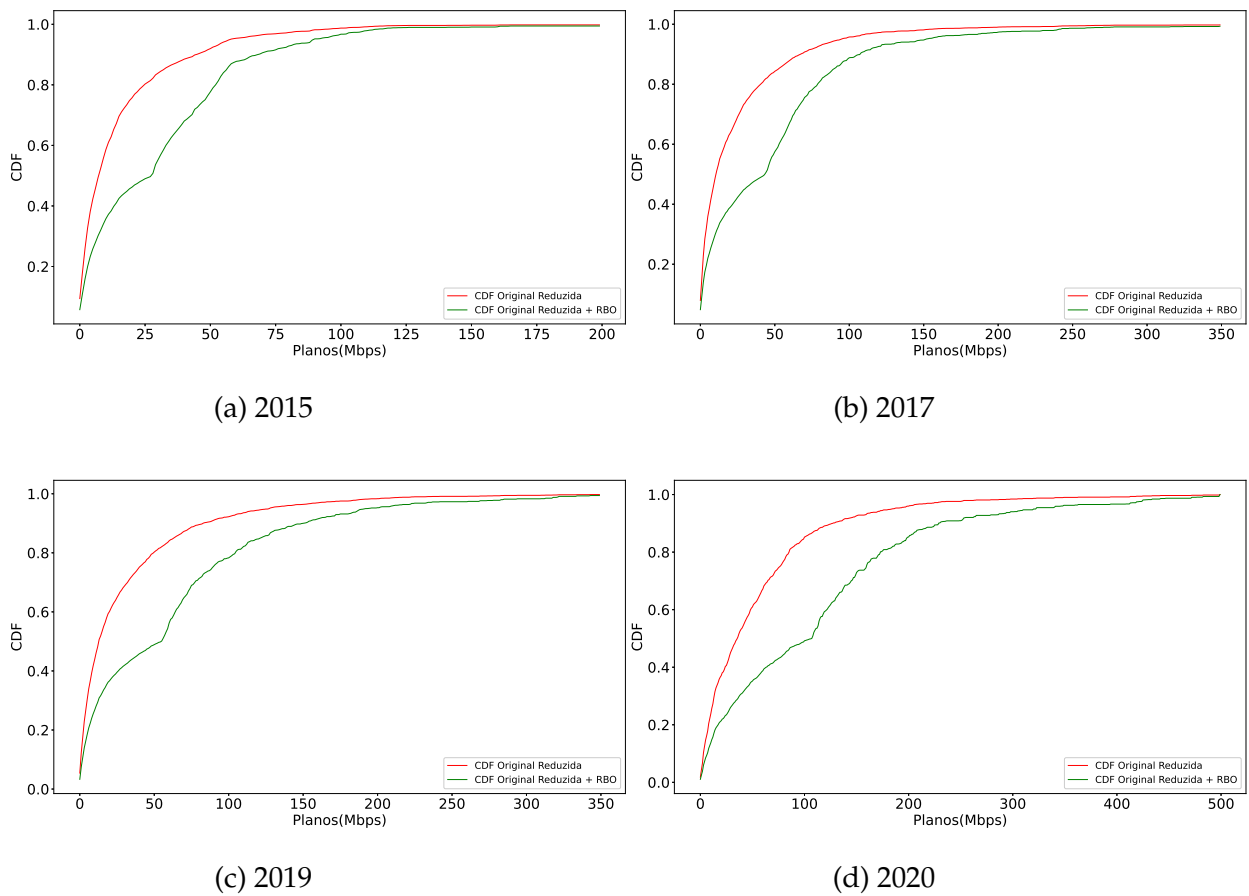 1.0
0.8
0.6
0.4
0.2
CDF
0 25 50 75 100 125 150 175 200
Planos(Mbps)
CDF Original Reduzida
CDF Original Reduzida + RBO
(a) 2015
1.0
0.8
0.6
0.4
0.2
CDF
0 50 100 150 200 250 300 350
Planos(Mbps)
CDF Original Reduzida
CDF Original Reduzida + RBO
(b) 2017
1.0
0.8
0.6
0.4
0.2
0.0
CDF
0 50 100 150 200 250 300 350
Planos(Mbps)
CDF Original Reduzida
CDF Original Reduzida + RBO
(c) 2019
1.0
0.8
0.6
0.4
0.2
0.0
CDF
0 100 200 300 400 500
Planos(Mbps)
CDF Original Reduzida
CDF Original Reduzida + RBO
(d) 2020